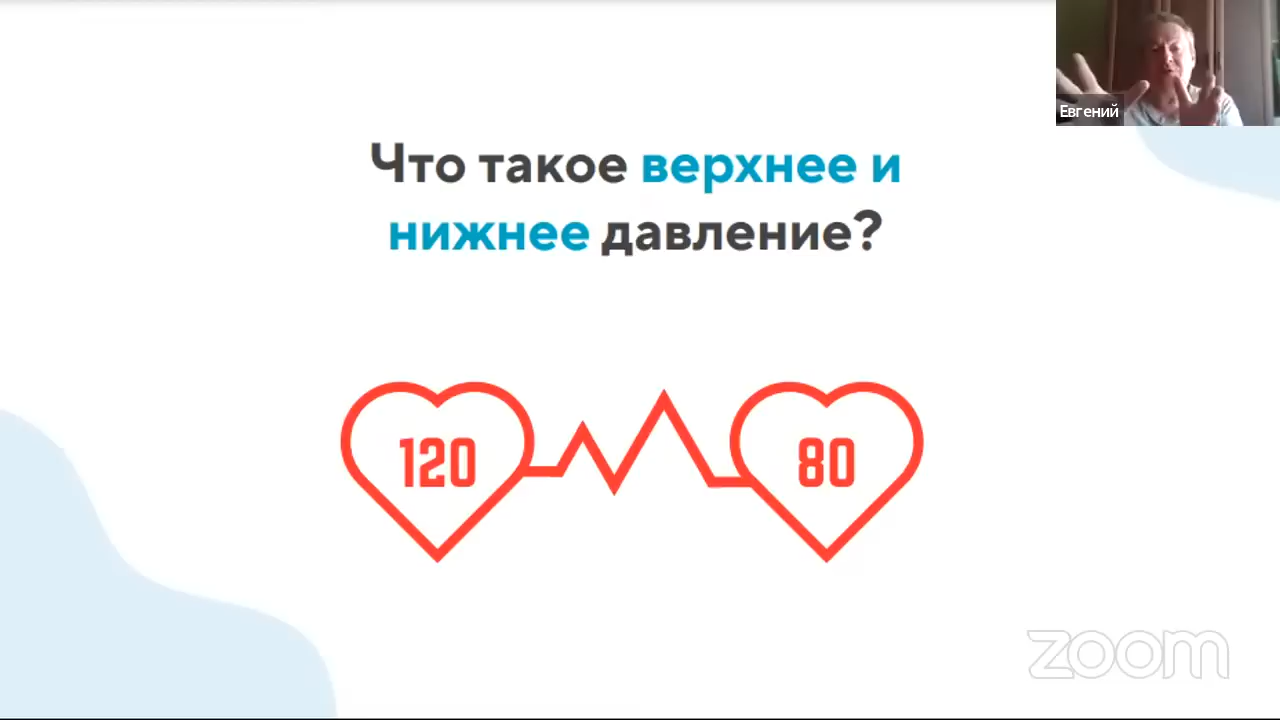 Евгений
Что такое верхнее и
нижнее давление?
120
80
zoom